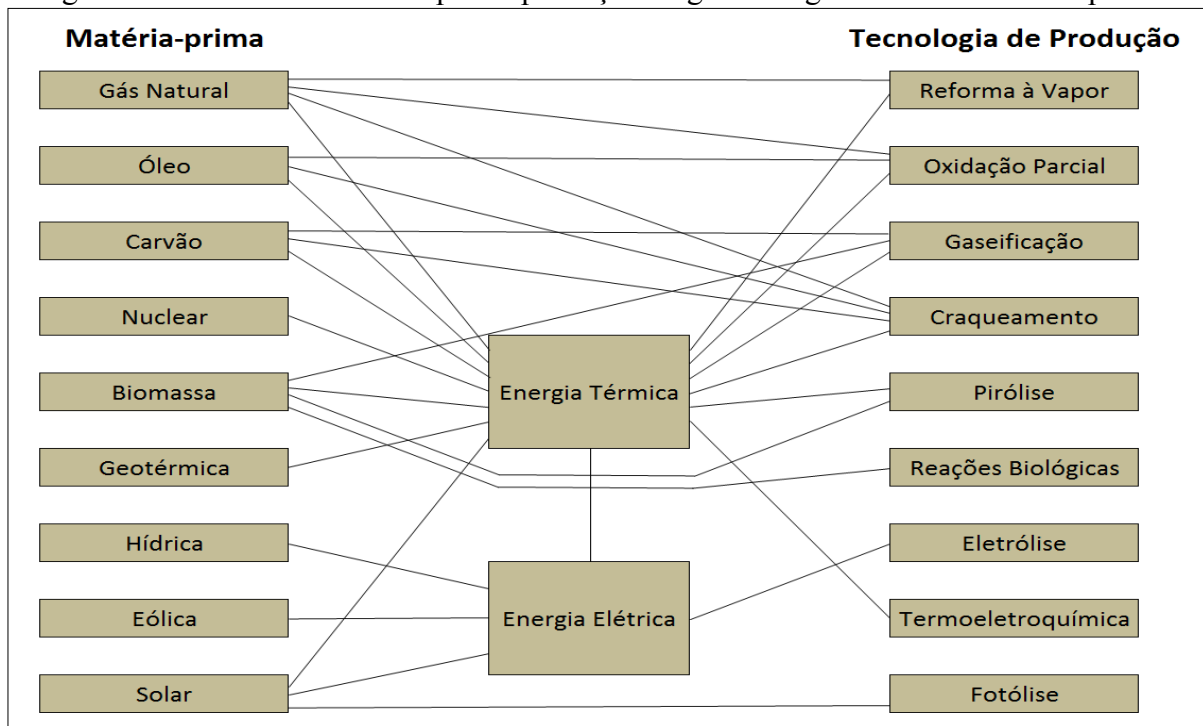 Matéria-prima
Tecnologia de Produção
Gás Natural
Reforma à Vapor
Óleo
Oxidação Parcial
Carvão
Gaseificação
Nuclear
Craqueamento
Biomassa
Energia Térmica
Pirólise
Geotérmica
Reações Biológicas
Hídrica
Eletrólise
Eólica
Energia Elétrica
Termoeletroquímica
Solar
Fotólise